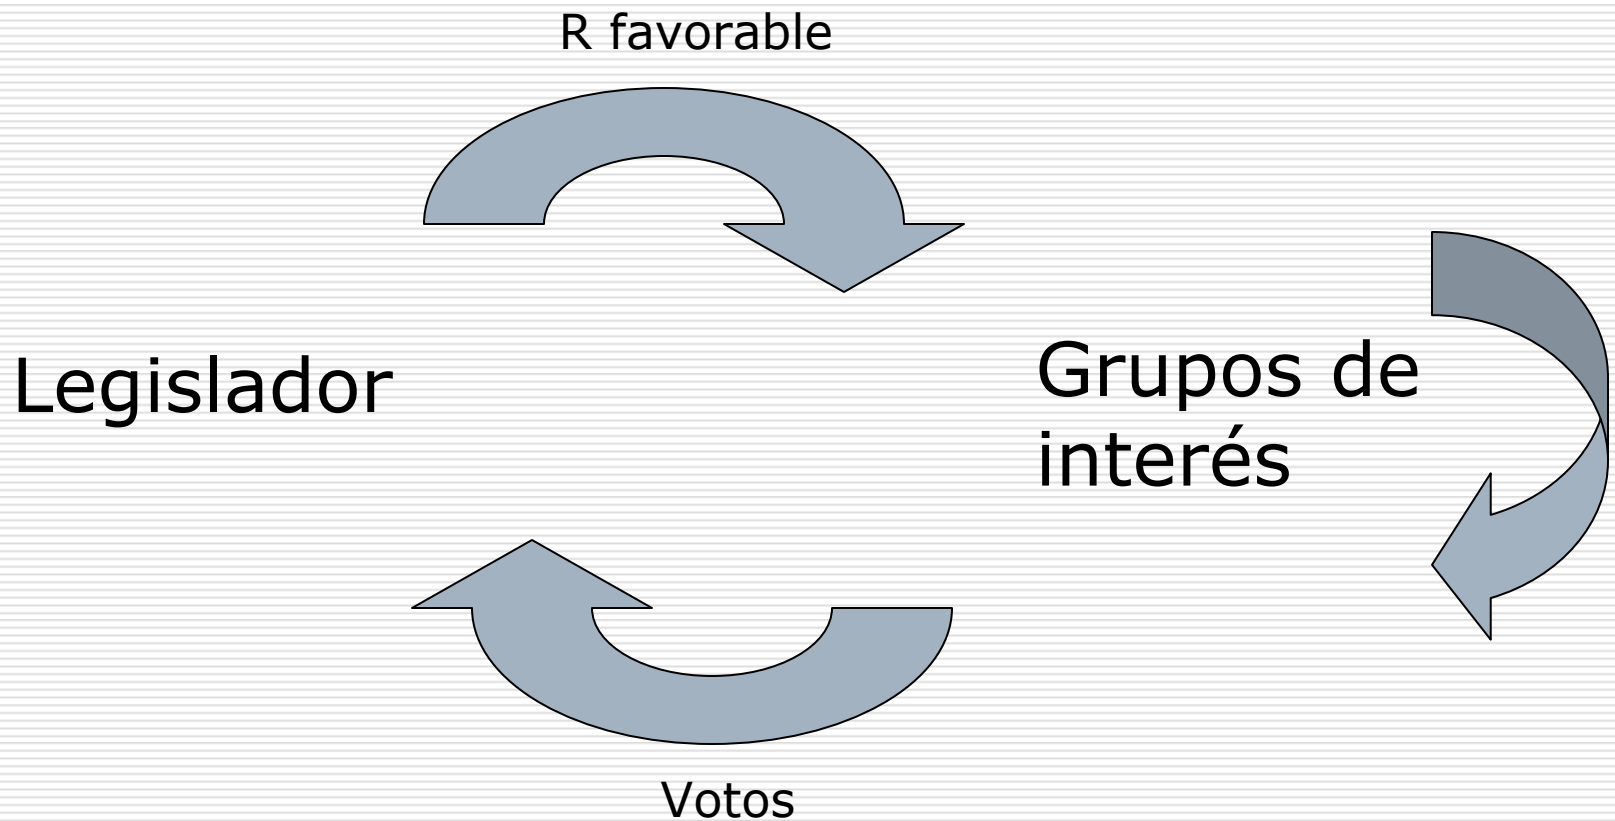 R favorable
Legislador
Grupos de
interés
Votos